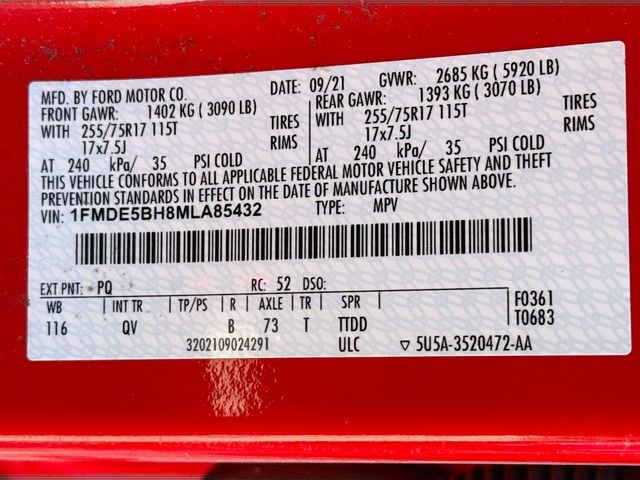 MFD. BY FORD MOTOR CO.
DATE: 09/21 GVWR: 2685 KG ( 5920 LB)
FRONT GAWR: 1402 KG ( 3090 LB)
WITH 255/75R17 115T TIRES
17x7.5J RIMS
AT 240 kPa/ 35 PSI COLD
REAR GAWR: 1393 KG ( 3070 LB)
WITH 255/75R17 115T TIRES
17x7.5J RIMS
AT 240 kPa/ 35 PSI COLD
THIS VEHICLE CONFORMS TO ALL APPLICABLE FEDERAL MOTOR VEHICLE SAFETY AND THEFT
PREVENTION STANDARDS IN EFFECT ON THE DATE OF MANUFACTURE SHOWN ABOVE.
VIN: 1FMDE5BH8MLA85432 TYPE: MPV
EXT PNT: PQ RC: 52 DSO:
WB INT TR TP/PS R AXLE TR SPR F0361
116 QV B 73 T TTDD T0683
3202109024291 ULC ▽ 5U5A-3520472-AA